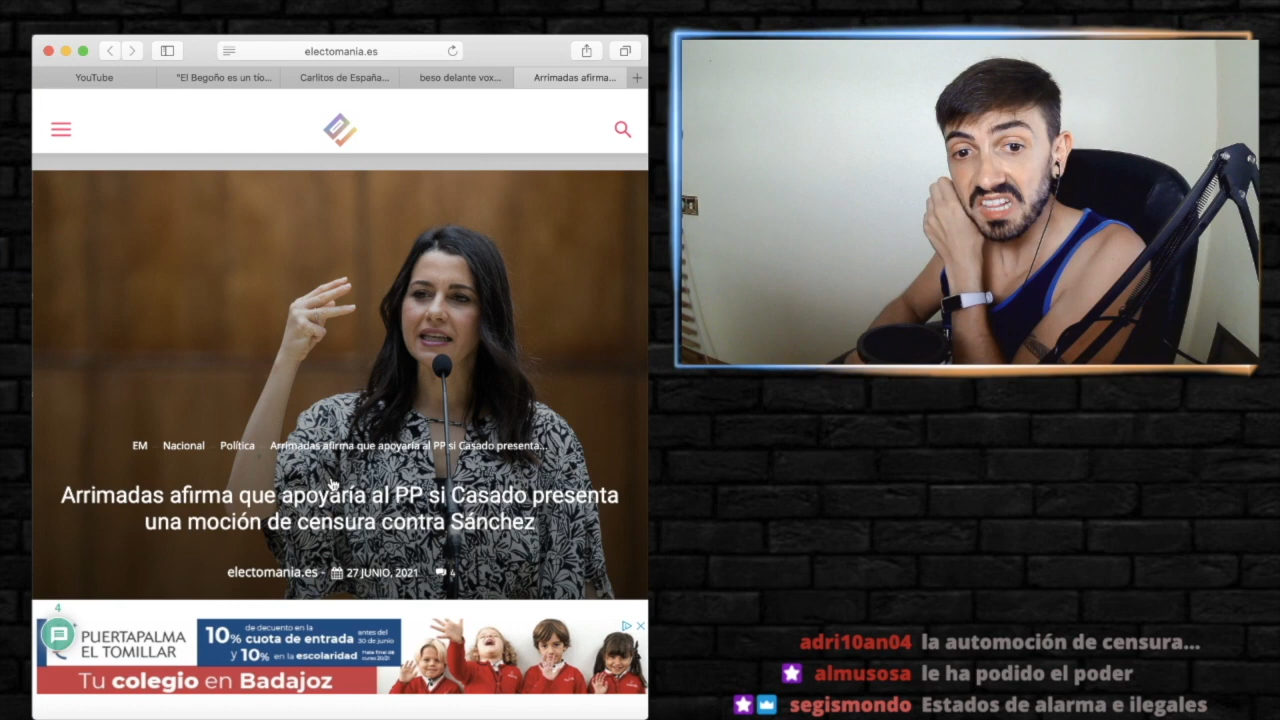 electomania.es
YouTube
"El Begoño es un tío...
Carlitos de España...
beso delante vox...
Arrimadas afirma...
EM
Nacional
Política
Arrimadas afirma que apoyaría al PP si Casado presenta...
Arrimadas afirma que apoyaría al PP si Casado presenta
una moción de censura contra Sánchez
electomania.es - 27 JUNIO, 2021 4
4
PUERTAPALMA
EL TOMILLAR
10% de decuento en la
cuota de entrada antes del
30 de junio
y 10% en la escolaridad
Tu colegio en Badajoz
adri10an04 la automoción de censura...
almusosa le ha podido el poder
segismondo Estados de alarma e ilegales